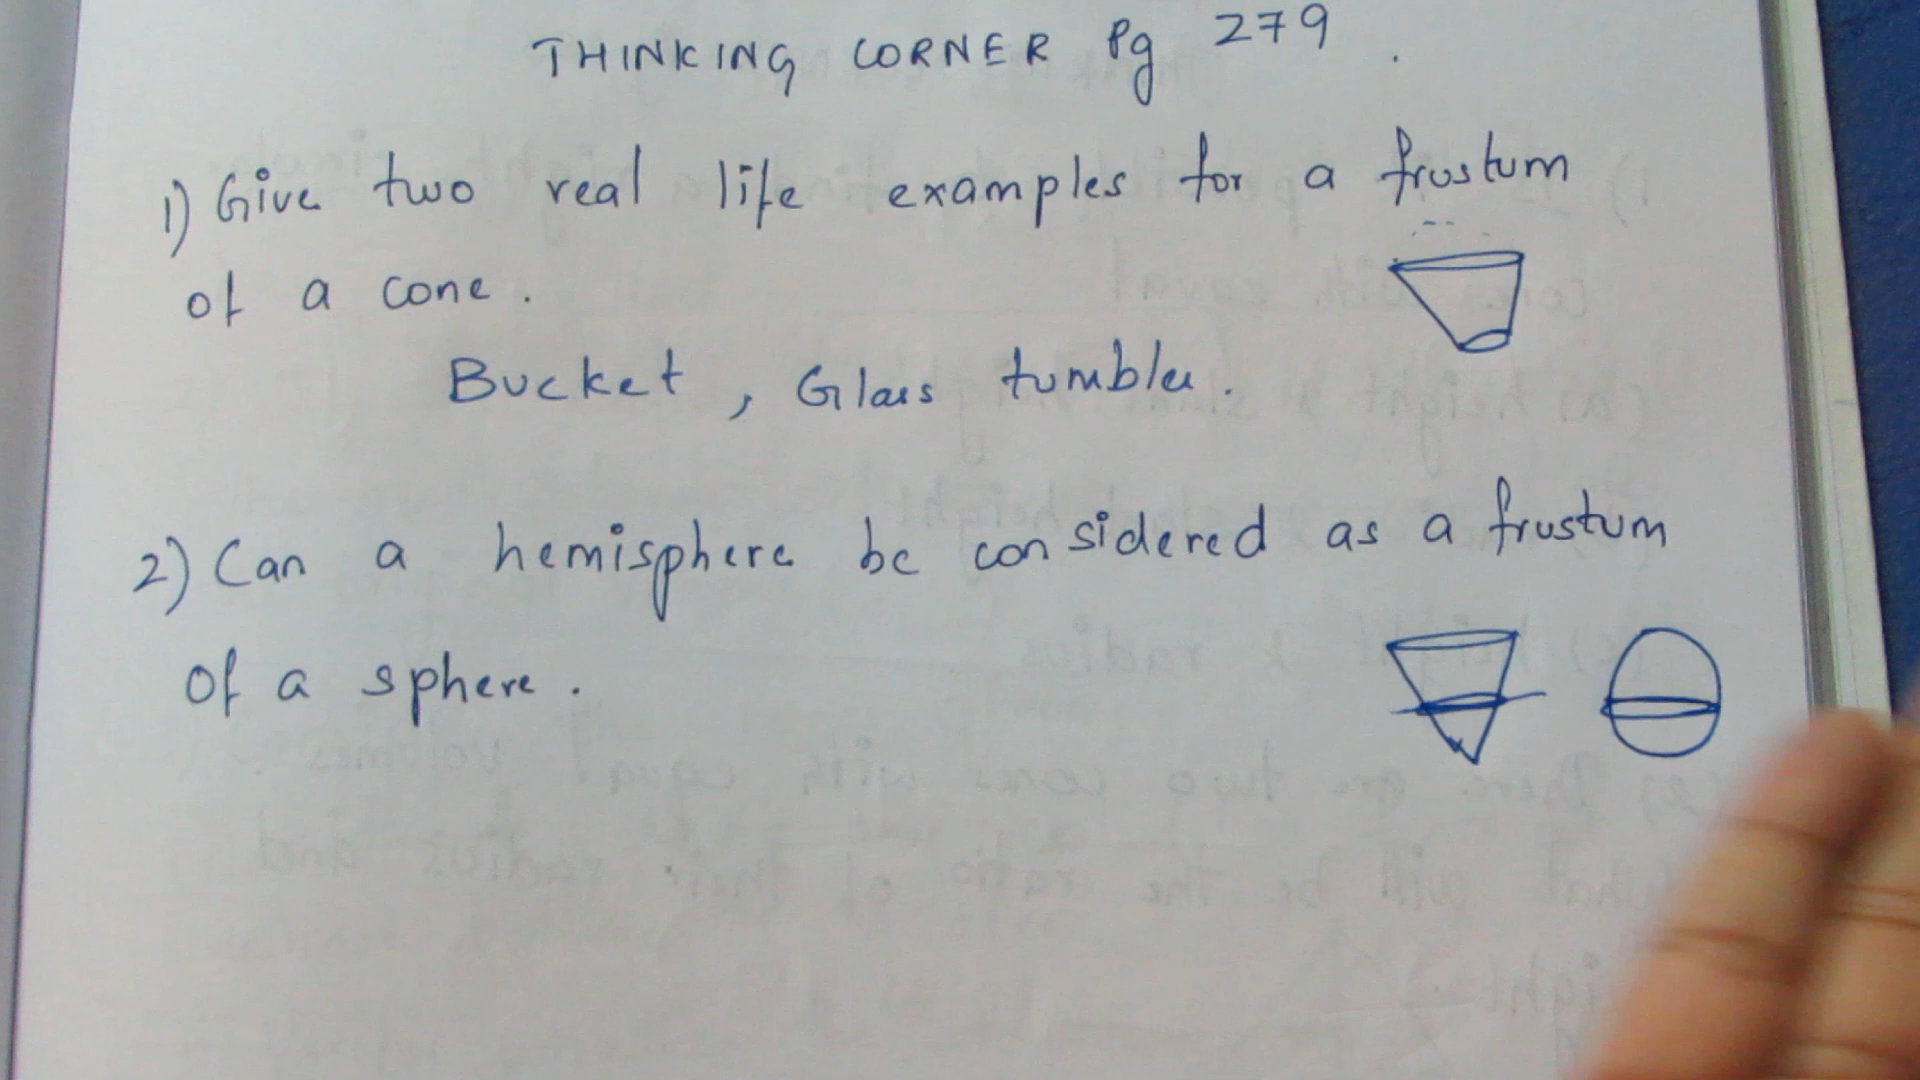 THINKING CORNER Pg 279.
1) Give two real life examples for a frustum
of a cone.
Bucket, Glass tumbler.
2) Can a hemisphere be considered as a frustum
of a sphere.